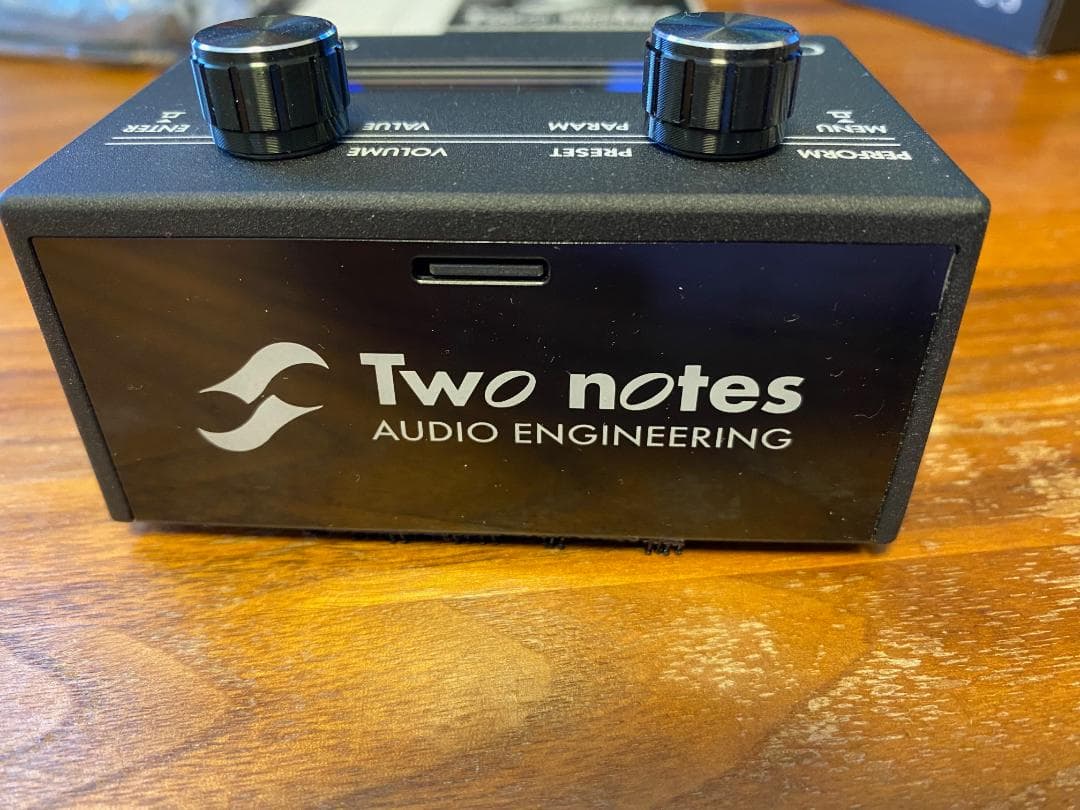 ENTER
VALUE
PARAM
MENU
VOLUME
PRESET
PERFORM
Two notes
AUDIO ENGINEERING